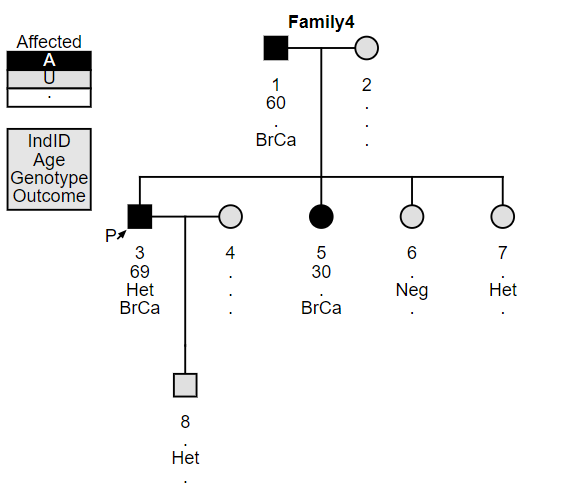 Family4
Affected
A
U
.
IndID
Age
Genotype
Outcome
1
60
.
BrCa
2
.
.
.
P
3
69
Het
BrCa
4
.
.
.
5
30
.
BrCa
6
.
Neg
.
7
.
Het
.
8
.
Het
.